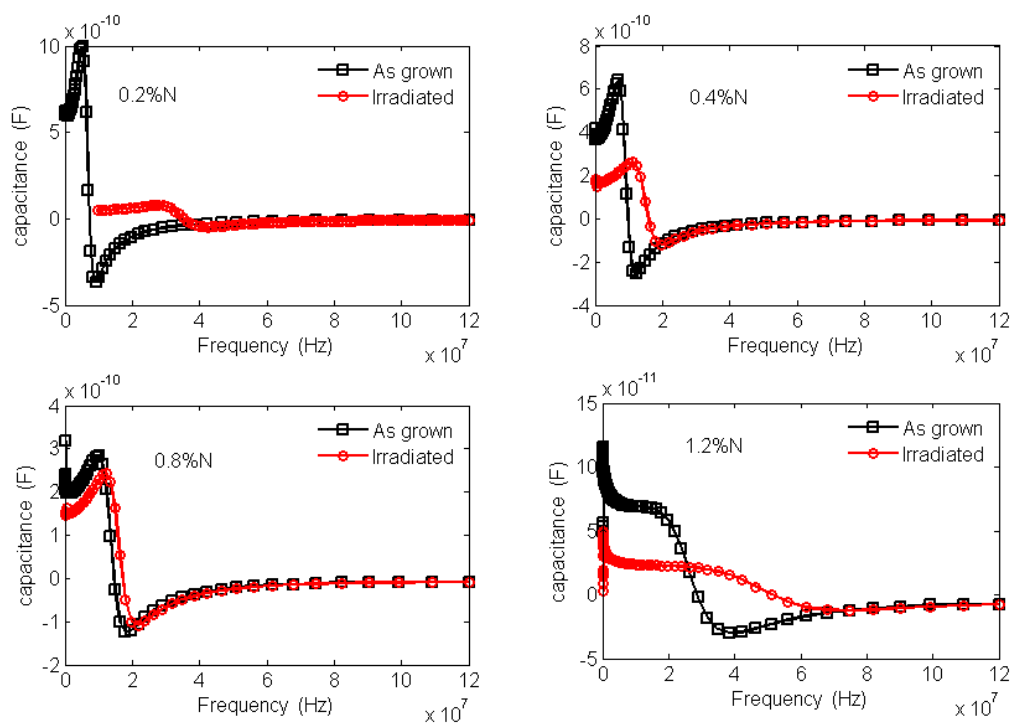 x 10-10
10
5
0
-5
capacitance (F)
0.2%N
As grown
Irradiated
0 2 4 6 8 10 12
Frequency (Hz)
x 10^7
x 10^-10
8
6
4
2
0
-2
-4
capacitance (F)
0.4%N
As grown
Irradiated
0 2 4 6 8 10 12
Frequency (Hz)
x 10^7
x 10^-10
4
3
2
1
0
-1
-2
capacitance (F)
0.8%N
As grown
Irradiated
0 2 4 6 8 10 12
Frequency (Hz)
x 10^7
x 10^-11
15
10
5
0
-5
capacitance (F)
1.2%N
As grown
Irradiated
0 2 4 6 8 10 12
Frequency (Hz)
x 10^7